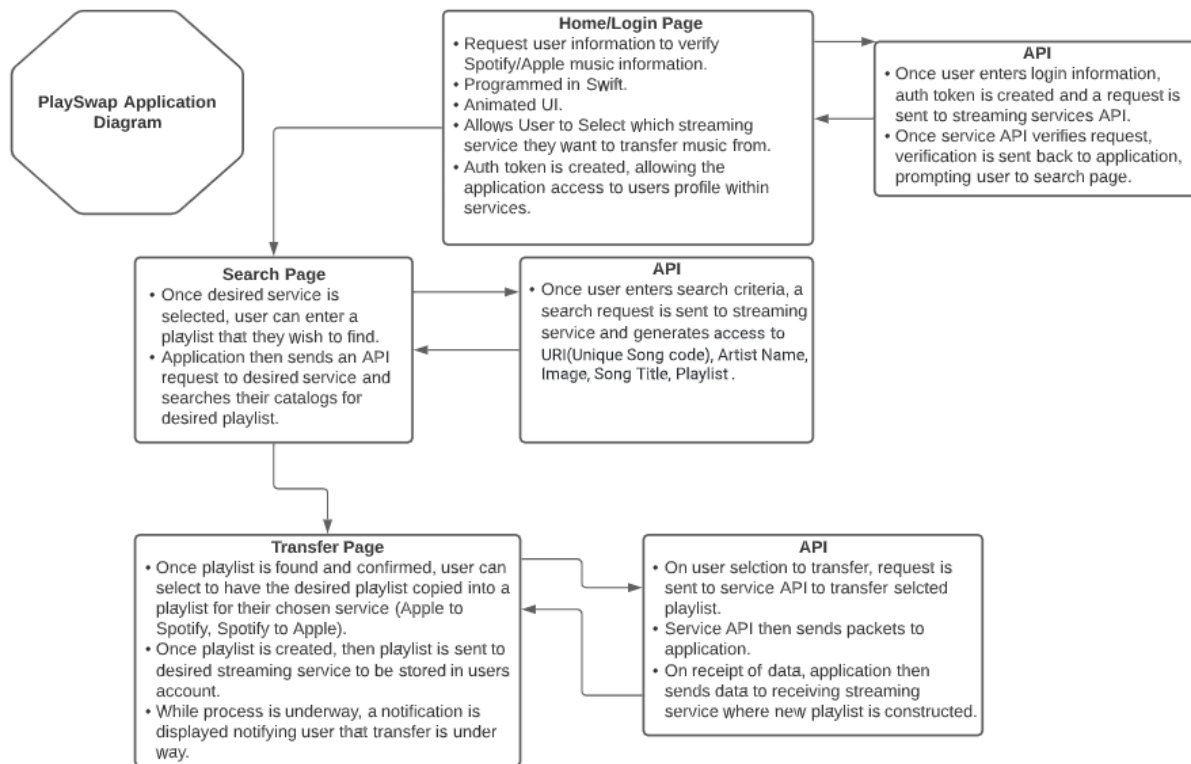 PlaySwap Application
Diagram
Home/Login Page
• Request user information to verify
Spotify/Apple music information.
• Programmed in Swift.
• Animated UI.
• Allows User to Select which streaming
service they want to transfer music from.
• Auth token is created, allowing the
application access to users profile within
services.
API
• Once user enters login information,
auth token is created and a request is
sent to streaming services API.
• Once service API verifies request,
verification is sent back to application,
prompting user to search page.
Search Page
• Once desired service is
selected, user can enter a
playlist that they wish to find.
• Application then sends an API
request to desired service and
searches their catalogs for
desired playlist.
API
• Once user enters search criteria, a
search request is sent to streaming
service and generates access to
URI(Unique Song code), Artist Name,
Image, Song Title, Playlist .
Transfer Page
• Once playlist is found and confirmed, user can
select to have the desired playlist copied into a
playlist for their chosen service (Apple to
Spotify, Spotify to Apple).
• Once playlist is created, then playlist is sent to
desired streaming service to be stored in users
account.
• While process is underway, a notification is
displayed notifying user that transfer is under
way.
API
• On user selction to transfer, request is
sent to service API to transfer selcted
playlist.
• Service API then sends packets to
application.
• On receipt of data, application then
sends data to receiving streaming
service where new playlist is constructed.